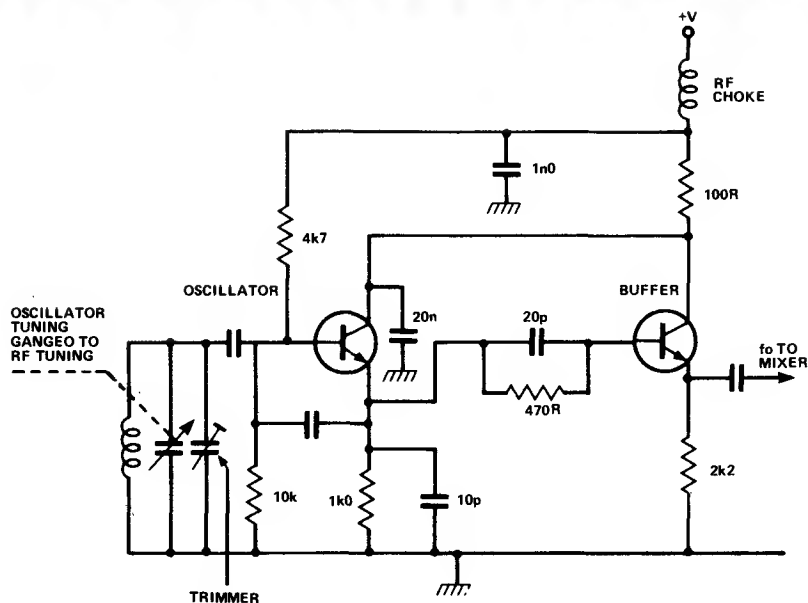 +V
RF
CHOKE
1n0
100R
4k7
OSCILLATOR
BUFFER
OSCILLATOR
TUNING
GANGEO TO
RF TUNING
20n
20p
fo TO
MIXER
470R
10k
1k0
10p
2k2
TRIMMER